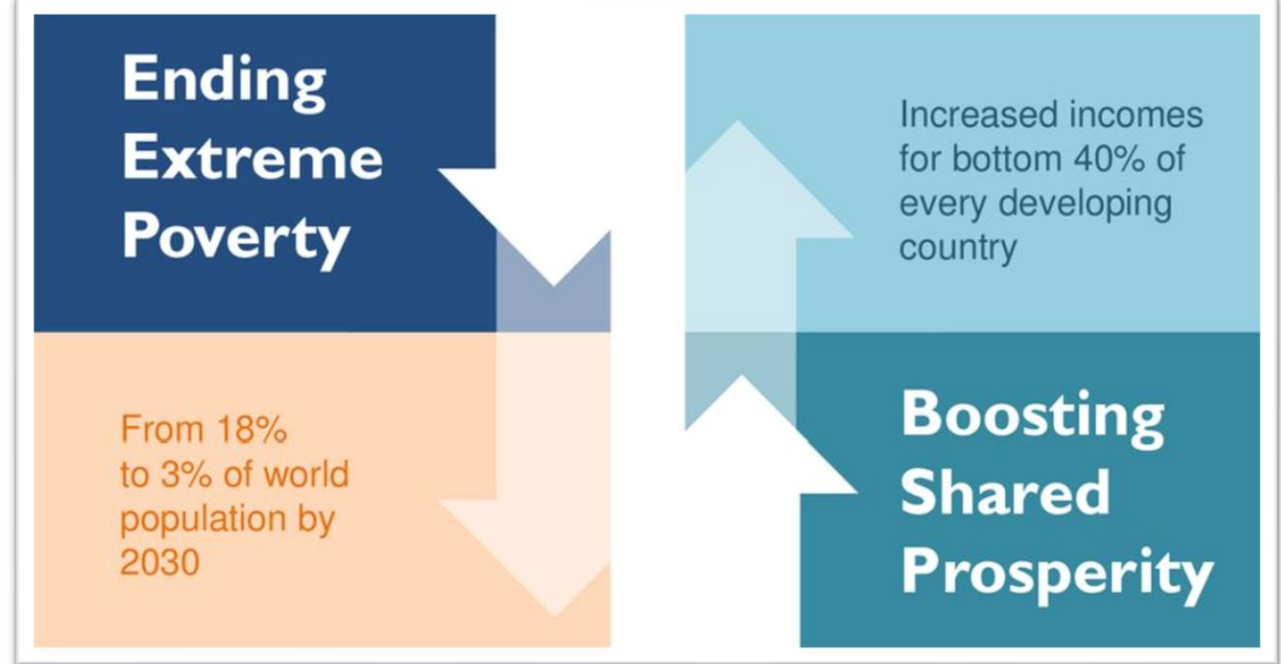 Ending
Extreme
Poverty
From 18%
to 3% of world
population by
2030
Increased incomes
for bottom 40% of
every developing
country
Boosting
Shared
Prosperity